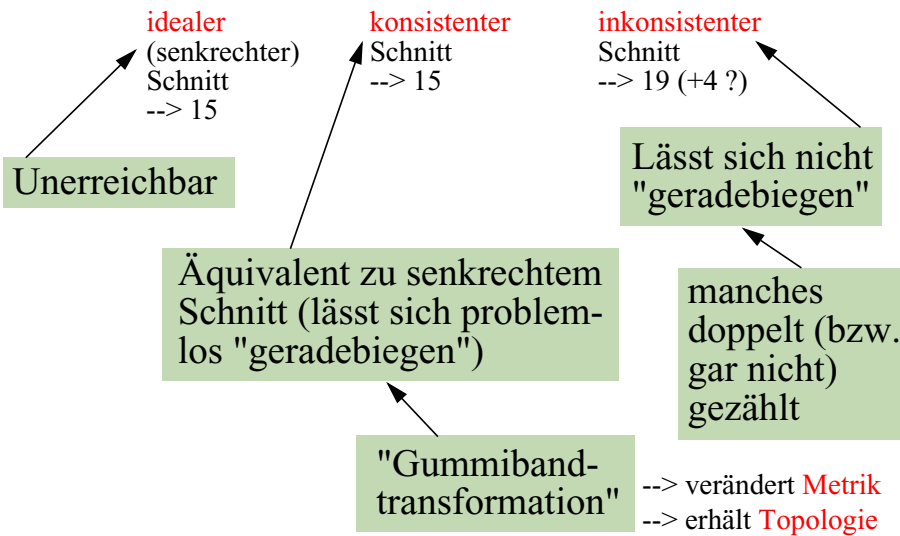 idealer
(senkrechter)
Schnitt
--> 15
konsistenter
Schnitt
--> 15
inkonsistenter
Schnitt
--> 19 (+4 ?)
Unerreichbar
Lässt sich nicht
"geradebiegen"
Äquivalent zu senkrechtem
Schnitt (lässt sich problem-
los "geradebiegen")
manches
doppelt (bzw.
gar nicht)
gezählt
"Gummiband-
transformation"
--> verändert Metrik
--> erhält Topologie